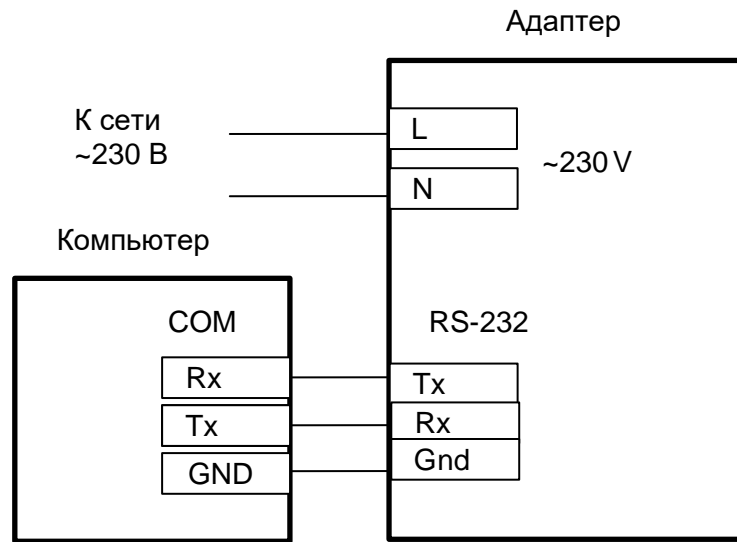 Адаптер
К сети
~230 В
L
N
~230 V
Компьютер
COM
RS-232
Rx
Tx
GND
Tx
Rx
Gnd